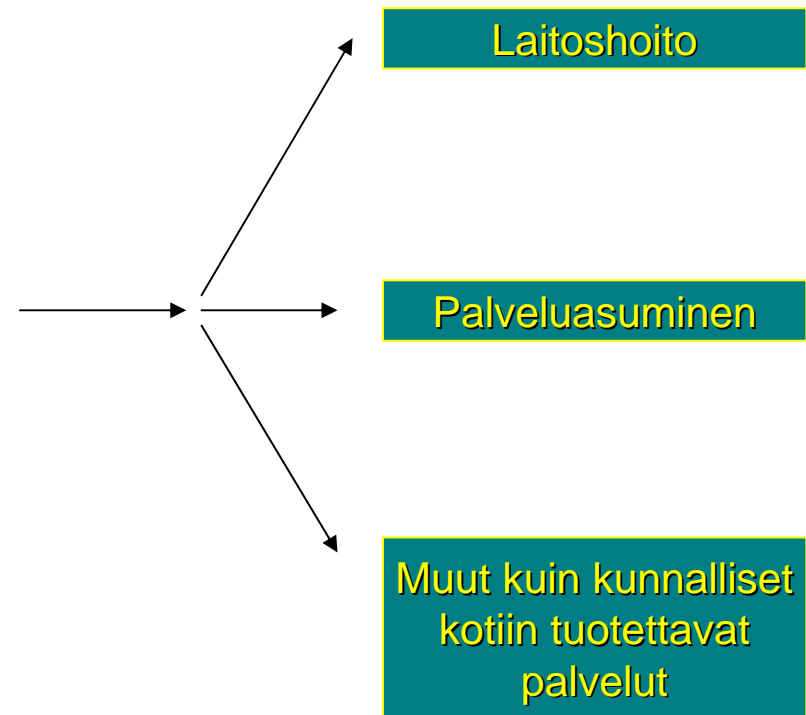 Laitoshoito
Palveluasuminen
Muut kuin kunnalliset
kotiin tuotettavat
palvelut